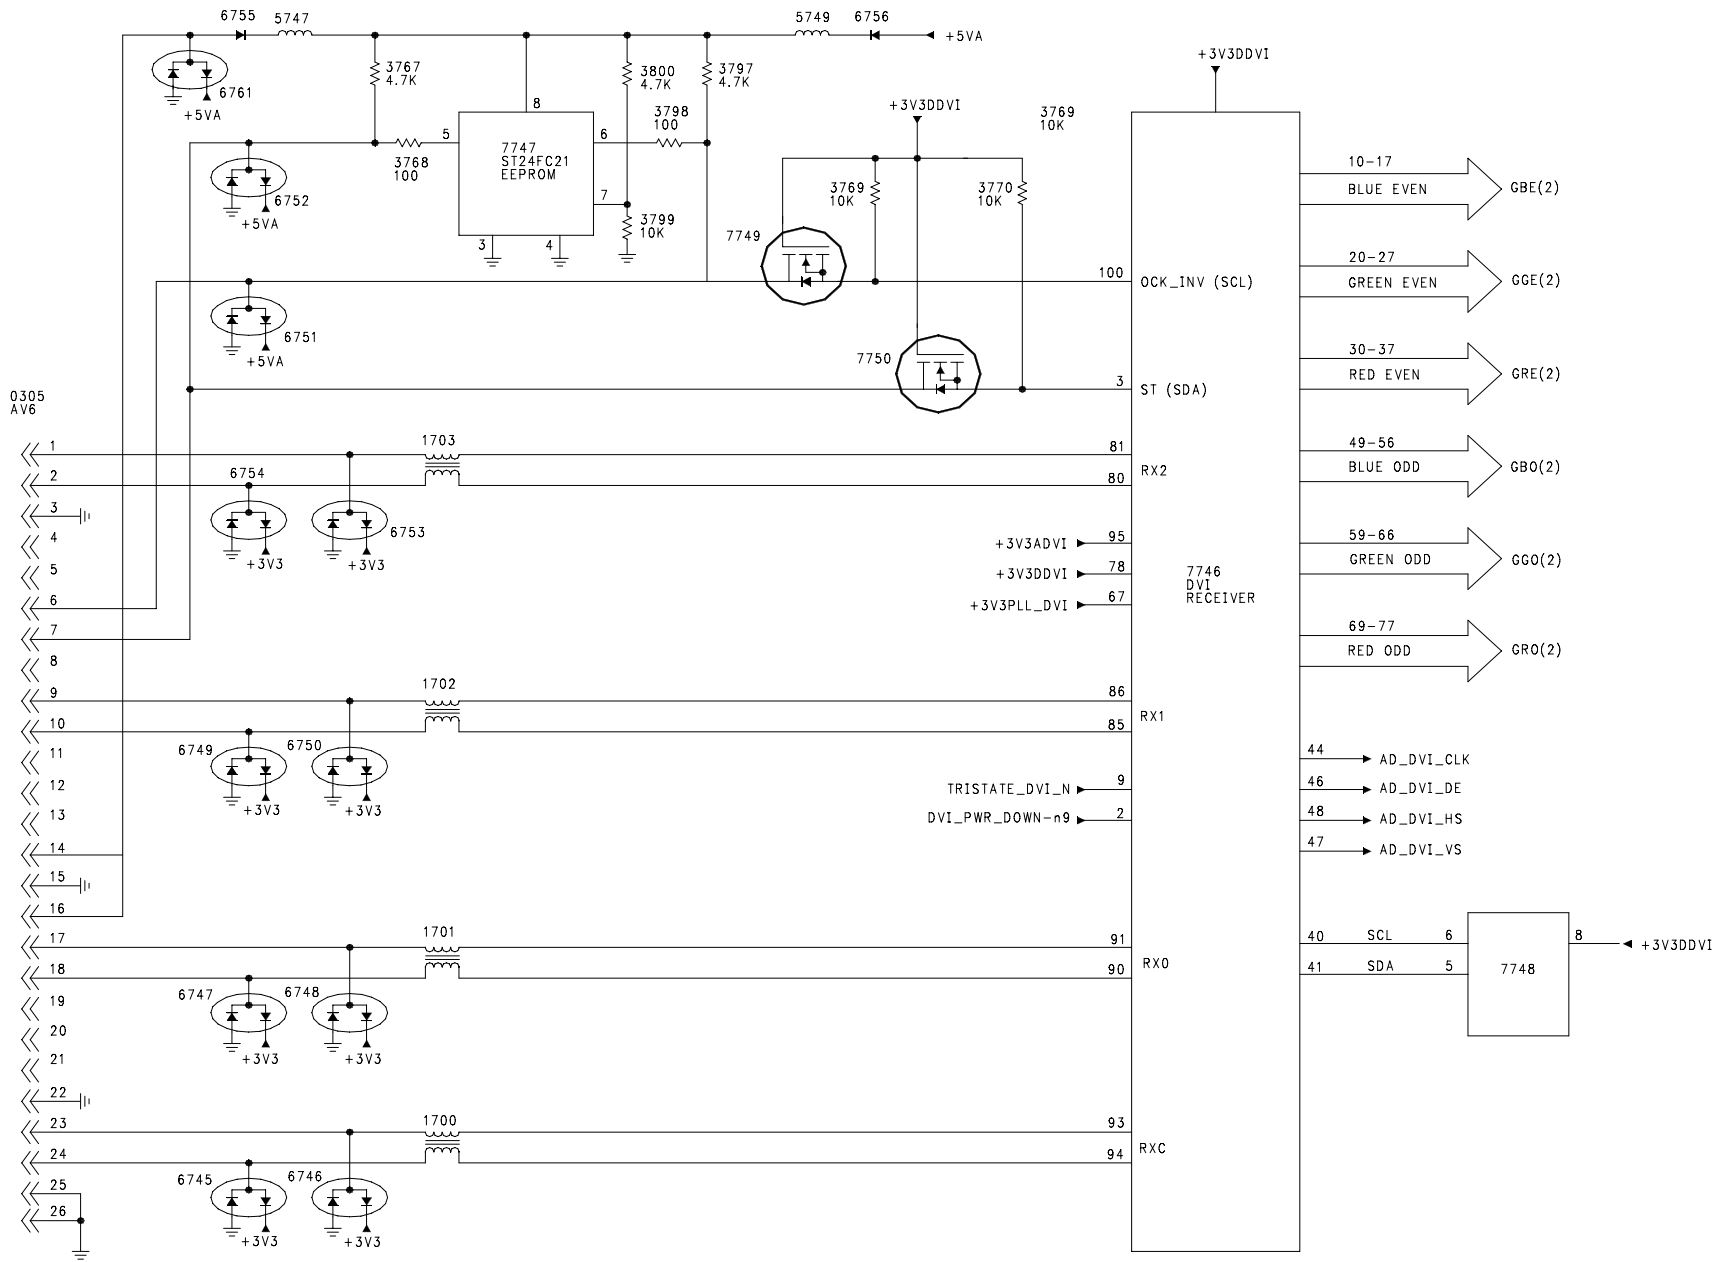 6755 5747
5749 6756
+5VA
+3V3DDVI
3767
4.7K
3800
4.7K
3797
4.7K
6761
+5VA
8
3798
100
+3V3DDVI
3769
10K
5
6
7747
ST24FC21
EEPROM
3768
100
10-17
BLUE EVEN
GBE(2)
6752
+5VA
7
3799
10K
3769
10K
3770
10K
3
4
7749
20-27
GREEN EVEN
GGE(2)
100
OCK_INV (SCL)
6751
+5VA
7750
30-37
RED EVEN
GRE(2)
3
ST (SDA)
0305
AV6
1
1703
81
RX2
49-56
BLUE ODD
GBO(2)
2
6754
80
3
6753
4
+3V3
+3V3
+3V3ADVI
95
59-66
GREEN ODD
GGO(2)
5
+3V3DDVI
78
7746
DVI
RECEIVER
6
+3V3PLL_DVI
67
7
69-77
RED ODD
GRO(2)
8
9
1702
86
RX1
10
85
6749
6750
11
44
AD_DVI_CLK
12
TRISTATE_DVI_N
9
46
AD_DVI_DE
+3V3
+3V3
13
DVI_PWR_DOWN-n9
2
48
AD_DVI_HS
14
47
AD_DVI_VS
15
16
17
1701
91
RX0
40
SCL
6
8
+3V3DDVI
18
90
41
SDA
5
7748
6747
6748
19
20
+3V3
+3V3
21
22
23
1700
93
RXC
24
94
6745
6746
25
26
+3V3
+3V3